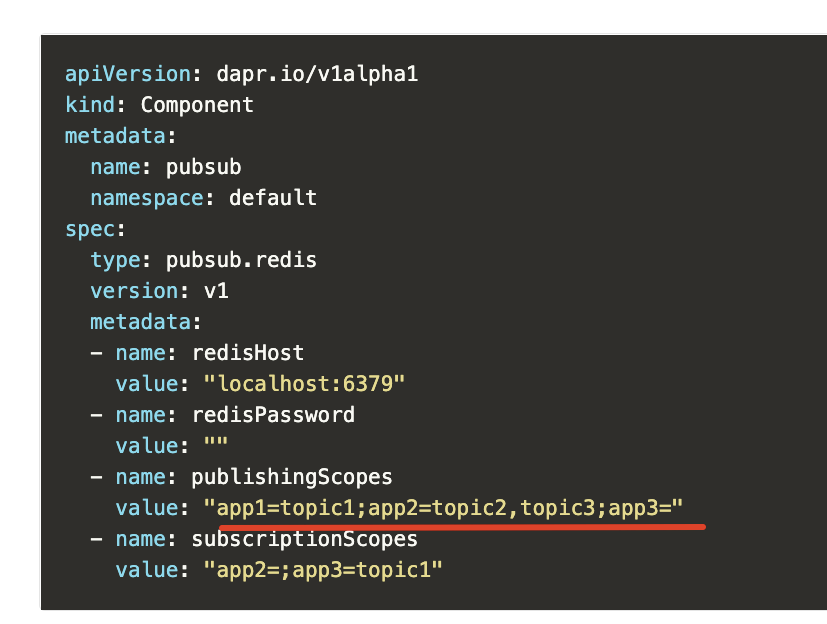 apiVersion: dapr.io/v1alpha1
kind: Component
metadata:
  name: pubsub
  namespace: default
spec:
  type: pubsub.redis
  version: v1
  metadata:
  - name: redisHost
    value: "localhost:6379"
  - name: redisPassword
    value: ""
  - name: publishingScopes
    value: "app1=topic1;app2=topic2,topic3;app3="
  - name: subscriptionScopes
    value: "app2=;app3=topic1"